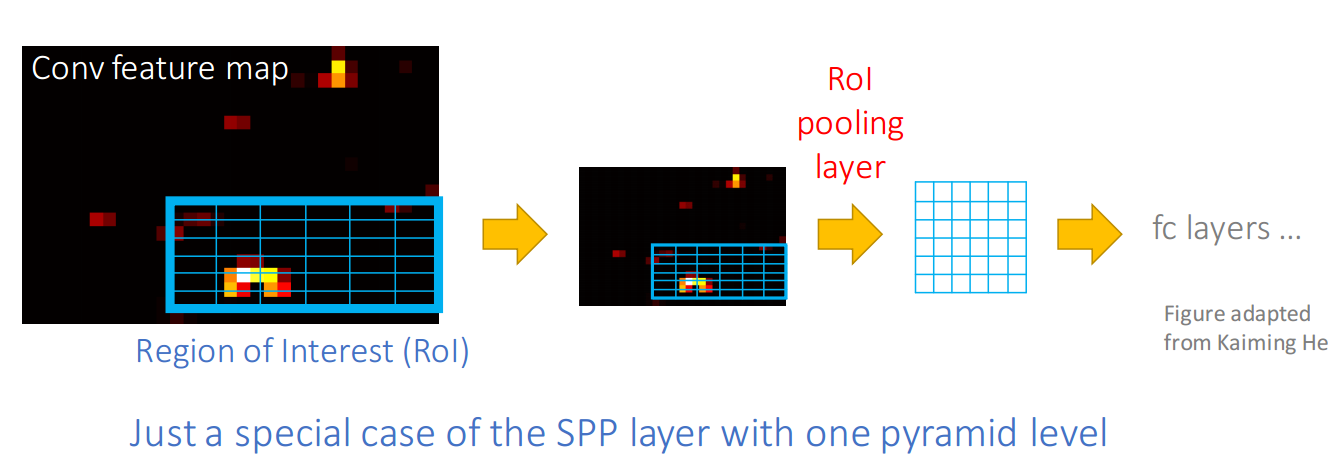 Conv feature map
RoI
pooling
layer
fc layers ...
Figure adapted
from Kaiming He
Region of Interest (RoI)
Just a special case of the SPP layer with one pyramid level